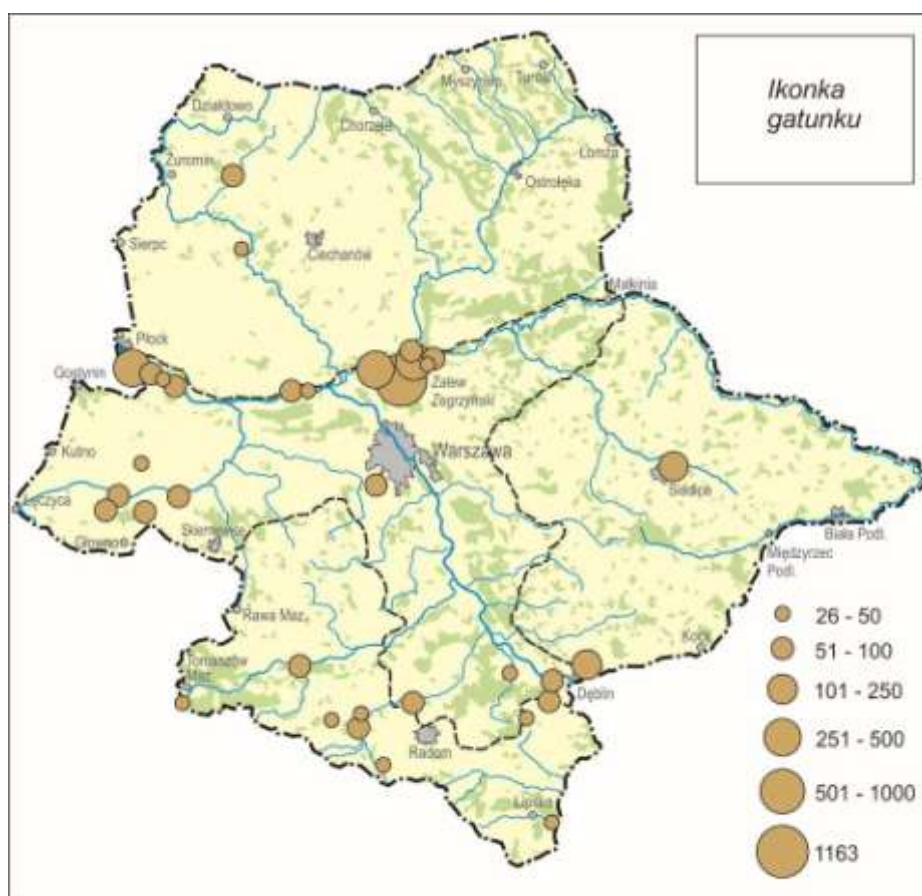 Ikonka
gatunku
Myszyniec
Turośl
Działdowo
Chorzele
Łomża
Żuromin
Ostrołęka
Sierpc
Ciechanów
Małkinia
Płock
Gostynin
Zalew
Zegrzyński
Kutno
Warszawa
Siedlce
Łęczyca
Skierniewice
Głowno
Biała Podl.
Międzyrzec
Podl.
Rawa Maz.
26 - 50
Kock
51 - 100
Tomaszów
Maz.
Dęblin
101 - 250
Radom
251 - 500
501 - 1000
Lipsko
1163